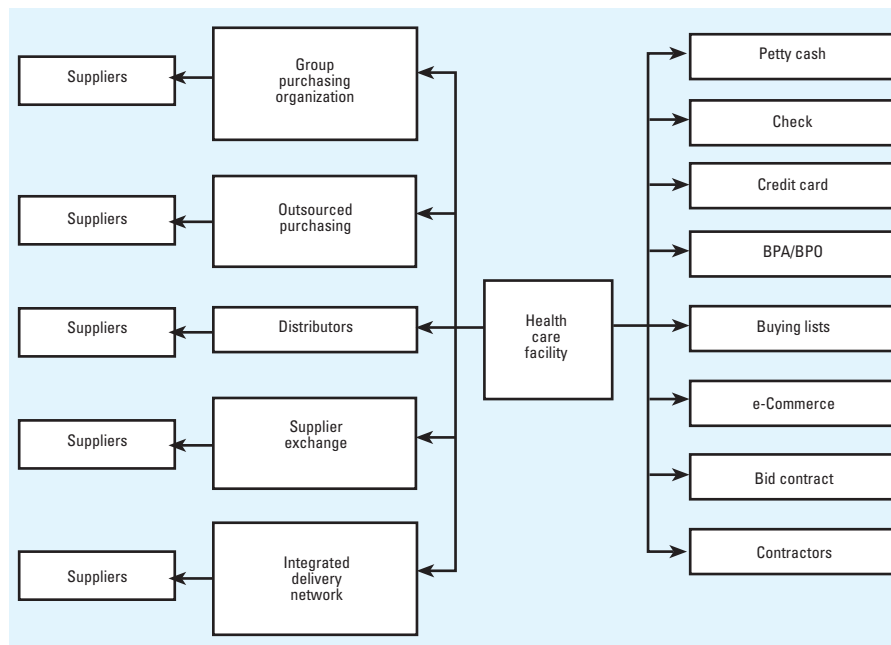 Suppliers
Group
purchasing
organization
Suppliers
Outsourced
purchasing
Suppliers
Distributors
Suppliers
Supplier
exchange
Suppliers
Integrated
delivery
network
Health
care
facility
Petty cash
Check
Credit card
BPA/BPO
Buying lists
e-Commerce
Bid contract
Contractors